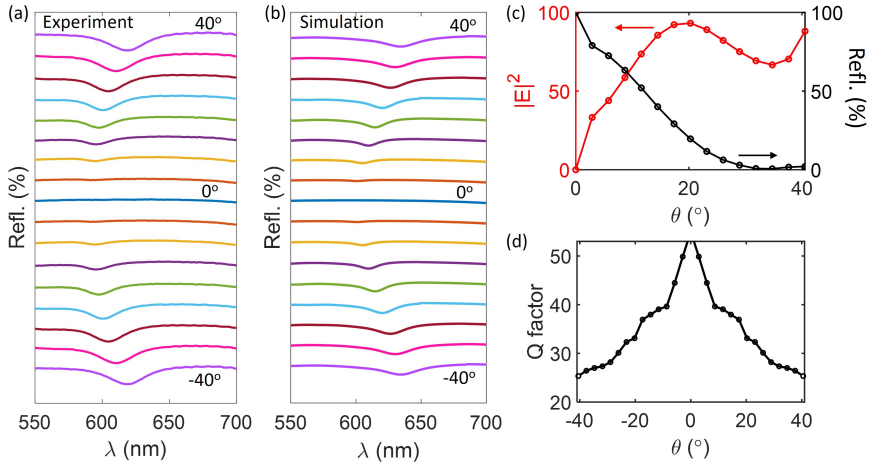 (a)
Experiment
40°
0°
-40°
Refl. (%)
550
600
650
700
λ (nm)
(b)
Simulation
40°
0°
-40°
Refl. (%)
550
600
650
700
λ (nm)
(c)
100
50
0
|E|²
100
50
0
Refl. (%)
0
20
40
θ (°)
(d)
50
40
30
20
Q factor
-40
-20
0
20
40
θ (°)